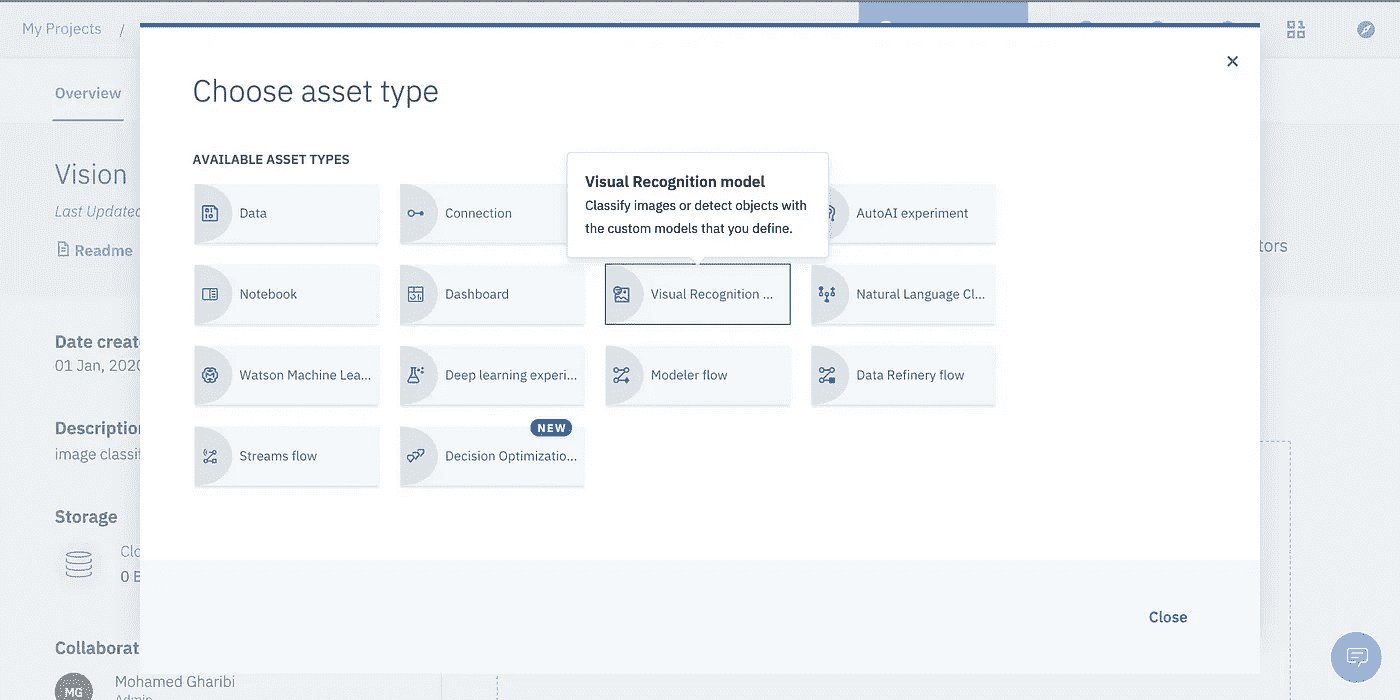 My Projects /
Choose asset type
Overview
AVAILABLE ASSET TYPES
Visual Recognition model
Classify images or detect objects with
the custom models that you define.
Vision
Last Updated
Readme
Data
Connection
AutoAI experiment
tors
Notebook
Dashboard
Visual Recognition ...
Natural Language Cl...
Date creat
01 Jan, 2020
Watson Machine Lea...
Deep learning experi...
Modeler flow
Data Refinery flow
NEW
Description
image classif
Streams flow
Decision Optimizatio...
Storage
Clo
0 B
Close
Collaborat
MG
Mohamed Gharibi
Admin